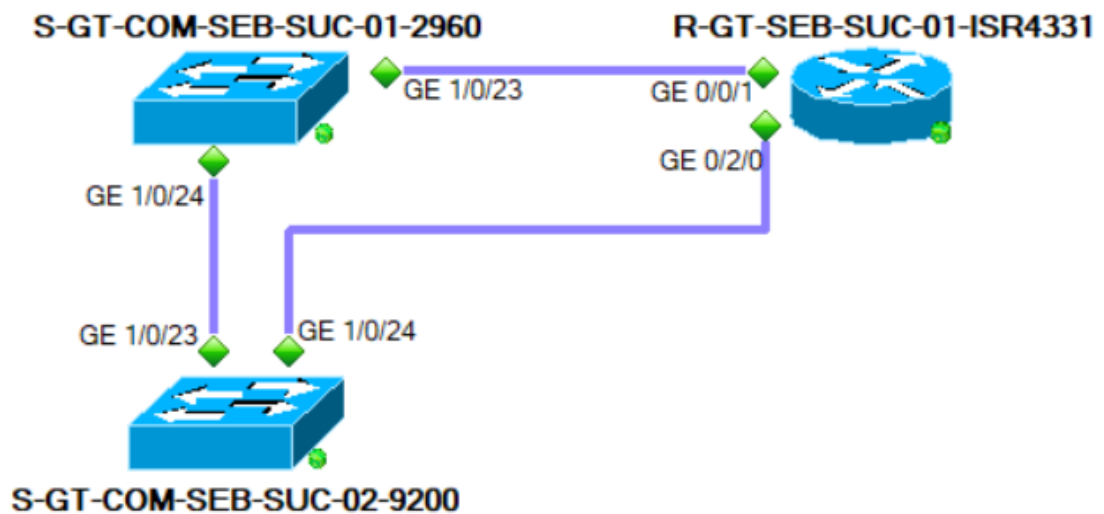 S-GT-COM-SEB-SUC-01-2960
R-GT-SEB-SUC-01-ISR4331
GE 1/0/23
GE 0/0/1
GE 0/2/0
GE 1/0/24
GE 1/0/23
GE 1/0/24
S-GT-COM-SEB-SUC-02-9200